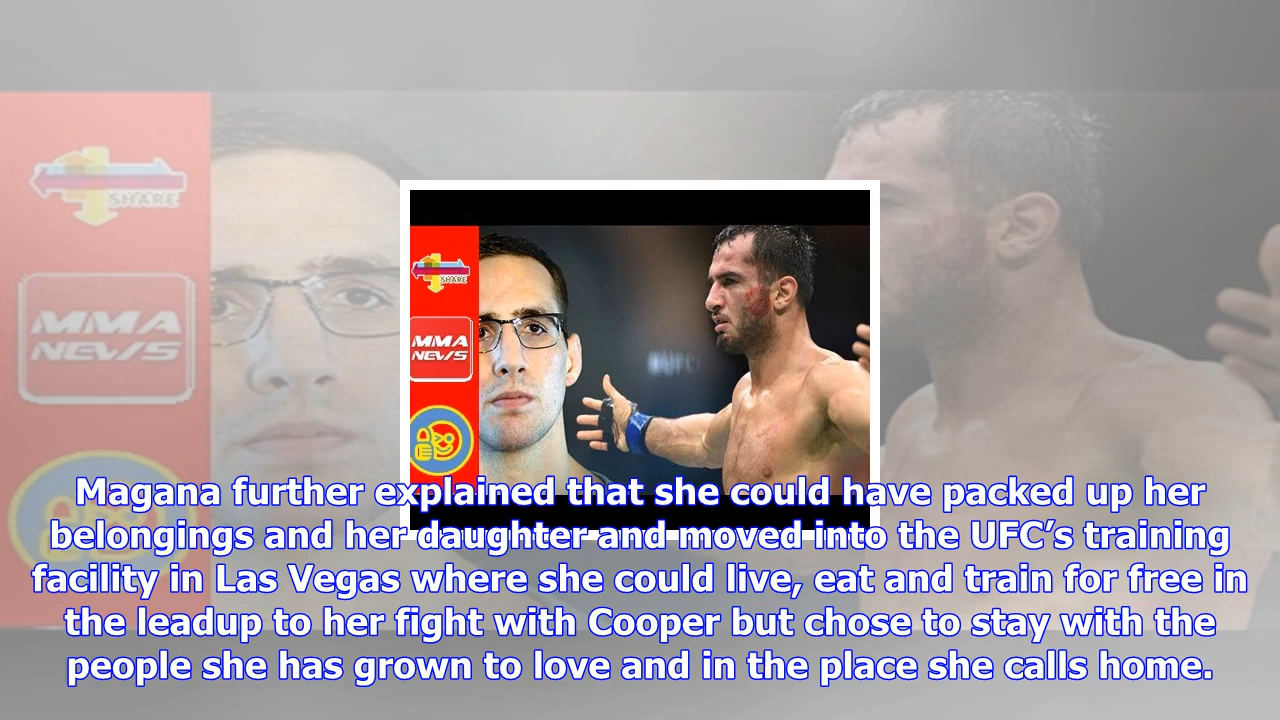 SHARE
MMA
NEWS
SHARE
MMA
NEWS
UFC
Magana further explained that she could have packed up her
belongings and her daughter and moved into the UFC’s training
facility in Las Vegas where she could live, eat and train for free in
the leadup to her fight with Cooper but chose to stay with the
people she has grown to love and in the place she calls home.